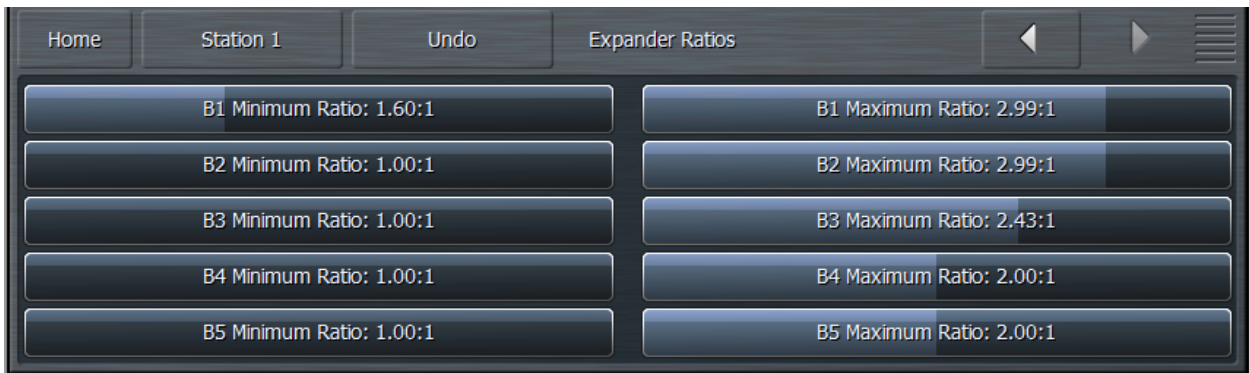 Home Station 1 Undo Expander Ratios
B1 Minimum Ratio: 1.60:1 B1 Maximum Ratio: 2.99:1
B2 Minimum Ratio: 1.00:1 B2 Maximum Ratio: 2.99:1
B3 Minimum Ratio: 1.00:1 B3 Maximum Ratio: 2.43:1
B4 Minimum Ratio: 1.00:1 B4 Maximum Ratio: 2.00:1
B5 Minimum Ratio: 1.00:1 B5 Maximum Ratio: 2.00:1